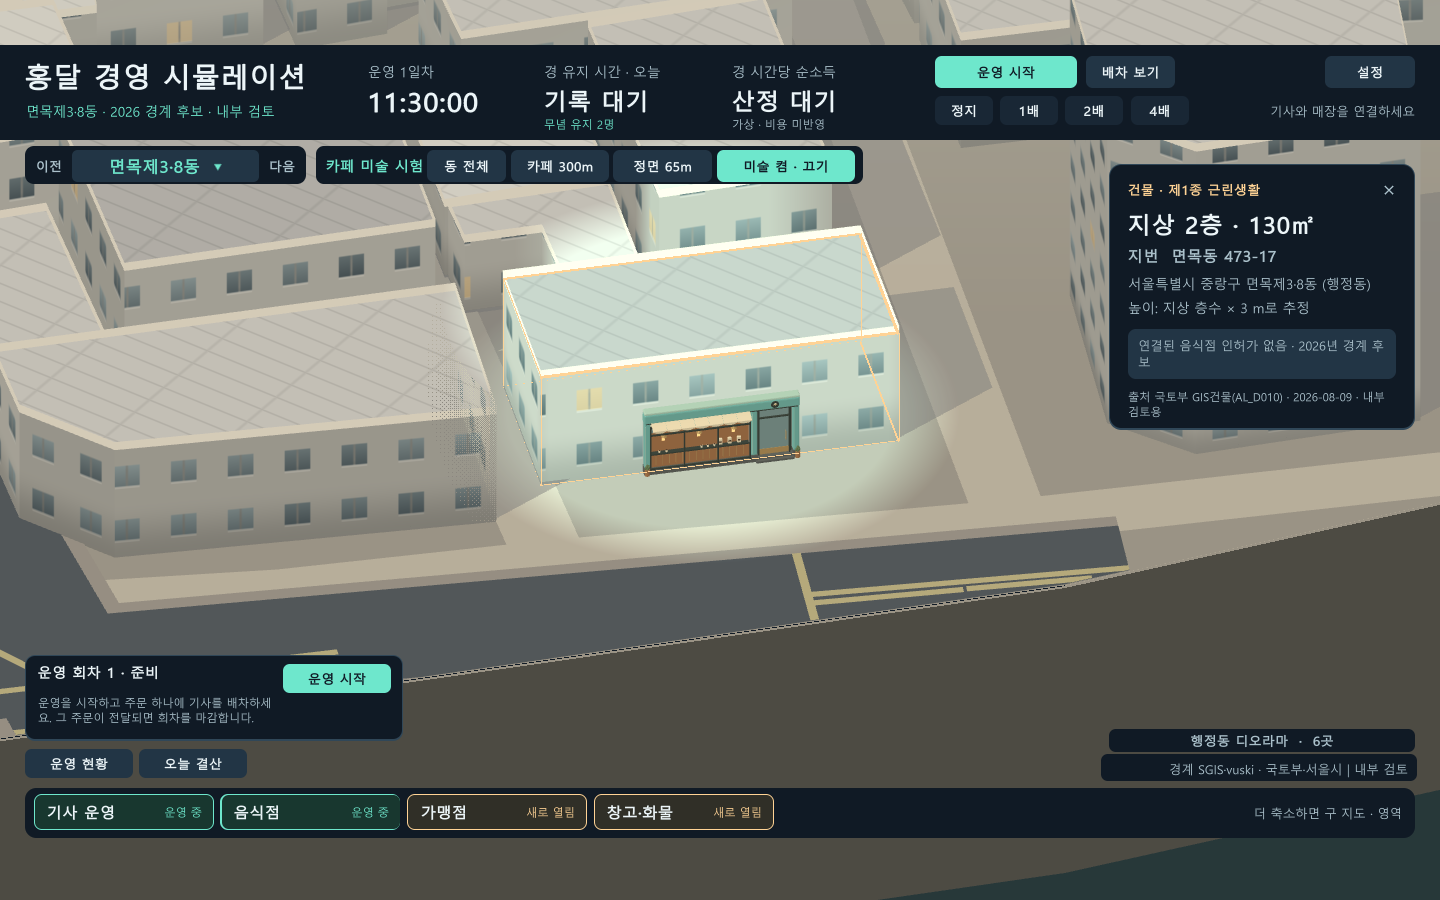 홍달 경영 시뮬레이션
면목제3·8동 · 2026 경계 후보 · 내부 검토
운영 1일차
11:30:00
경 유지 시간 · 오늘
기록 대기
무념 유지 2명
경 시간당 순소득
산정 대기
가상 · 비용 미반영
운영 시작
배차 보기
설정
정지
1배
2배
4배
기사와 매장을 연결하세요
이전
면목제3·8동 ▼
다음
카페 미술 시험
동 전체
카페 300m
정면 65m
미술 켬 · 끄기
건물 · 제1종 근린생활
×
지상 2층 · 130㎡
지번 면목동 473-17
서울특별시 중랑구 면목제3·8동 (행정동)
높이: 지상 층수 × 3 m로 추정
연결된 음식점 인허가 없음 · 2026년 경계 후
보
출처 국토부 GIS건물(AL_D010) · 2026-08-09 · 내부
검토용
운영 회차 1 · 준비
운영 시작
운영을 시작하고 주문 하나에 기사를 배차하세
요. 그 주문이 전달되면 회차를 마감합니다.
운영 현황
오늘 결산
행정동 디오라마 · 6곳
경계 SGIS·vuski · 국토부·서울시 | 내부 검토
기사 운영
운영 중
음식점
운영 중
가맹점
새로 열림
창고·화물
새로 열림
더 축소하면 구 지도 · 영역